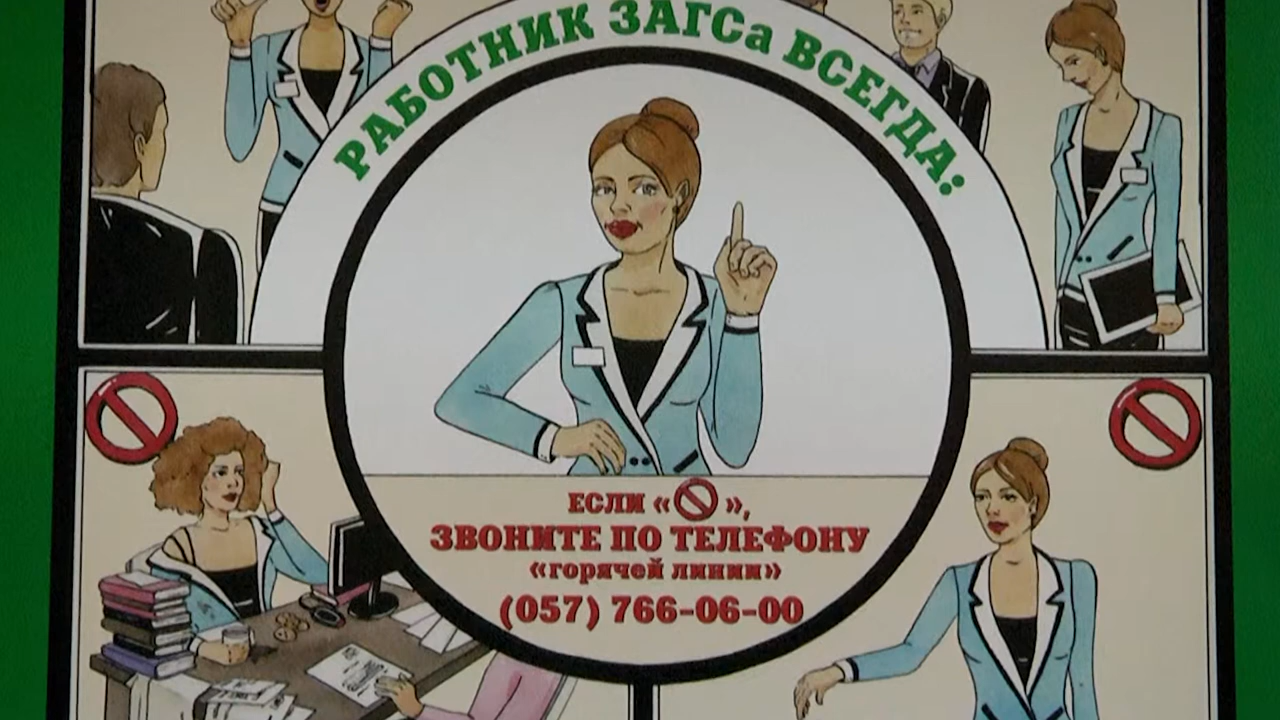 РАБОТНИК ЗАГСа ВСЕГДА:
ЕСЛИ « »,
ЗВОНИТЕ ПО ТЕЛЕФОНУ
«горячей линии»
(057) 766-06-00